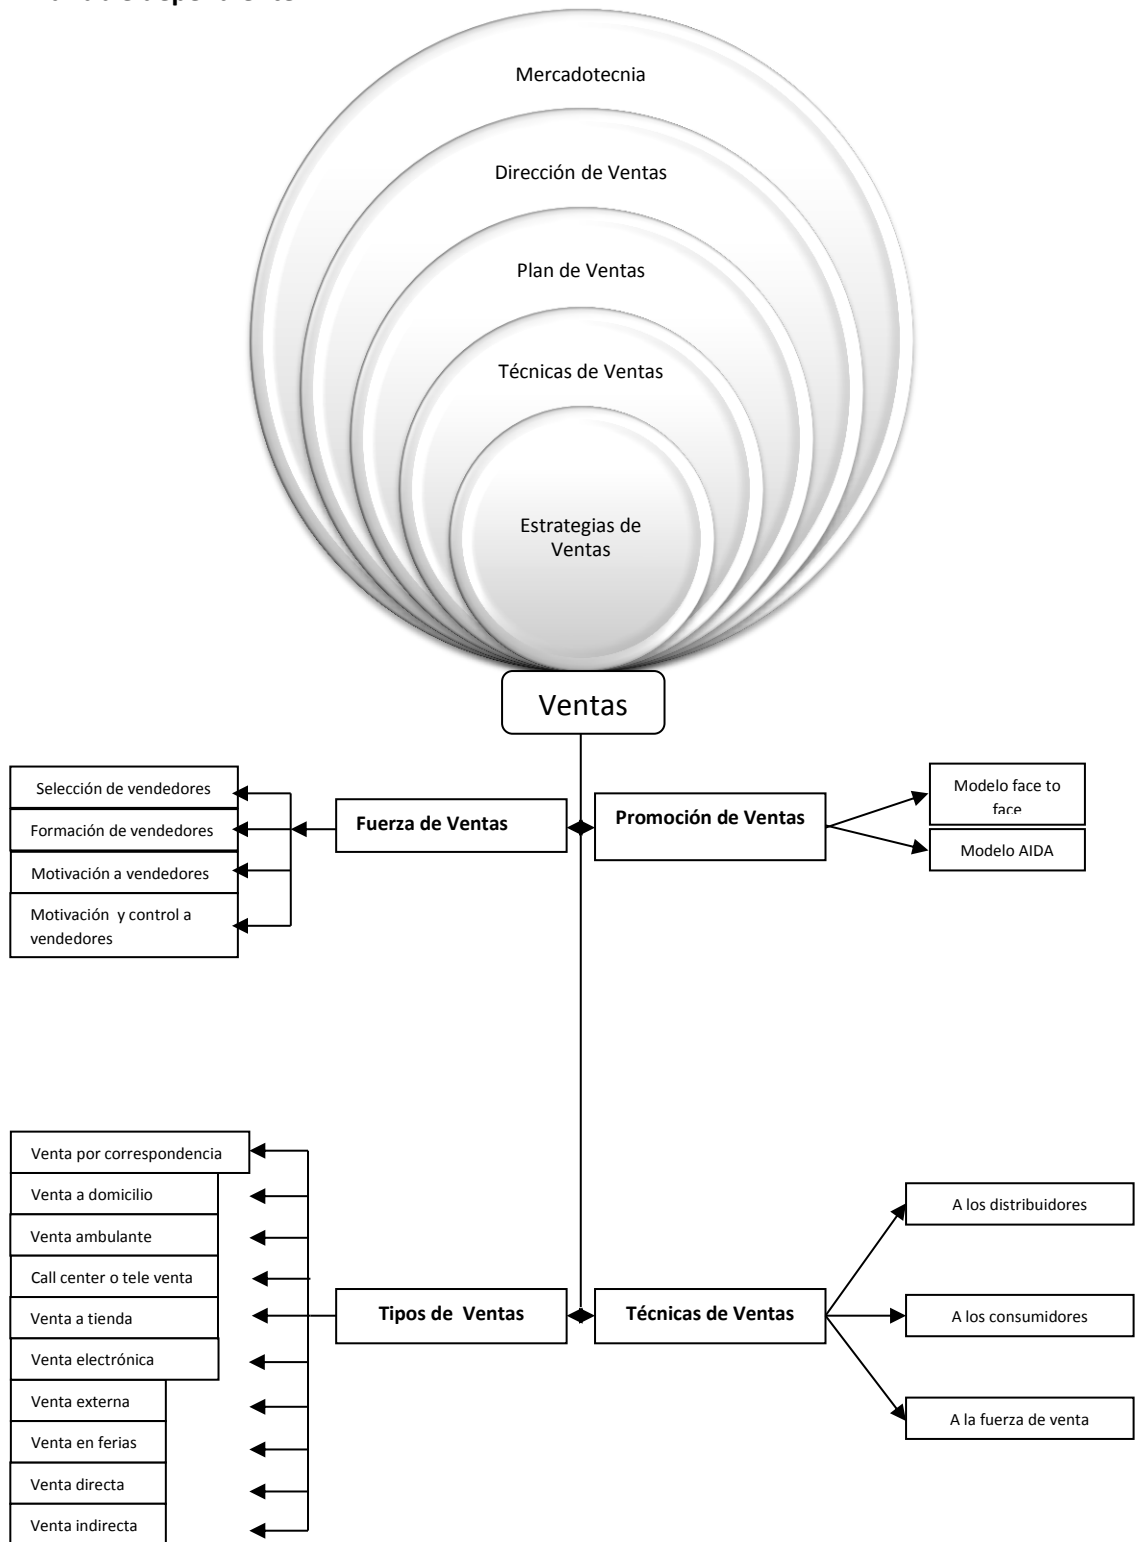 Mercadotecnia
Dirección de Ventas
Plan de Ventas
Técnicas de Ventas
Estrategias de
Ventas
Ventas
Selección de vendedores
Formación de vendedores
Motivación a vendedores
Motivación y control a
vendedores
Fuerza de Ventas
Promoción de Ventas
Modelo face to
face
Modelo AIDA
Venta por correspondencia
Venta a domicilio
Venta ambulante
Call center o tele venta
Venta a tienda
Venta electrónica
Venta externa
Venta en ferias
Venta directa
Venta indirecta
Tipos de Ventas
Técnicas de Ventas
A los distribuidores
A los consumidores
A la fuerza de venta